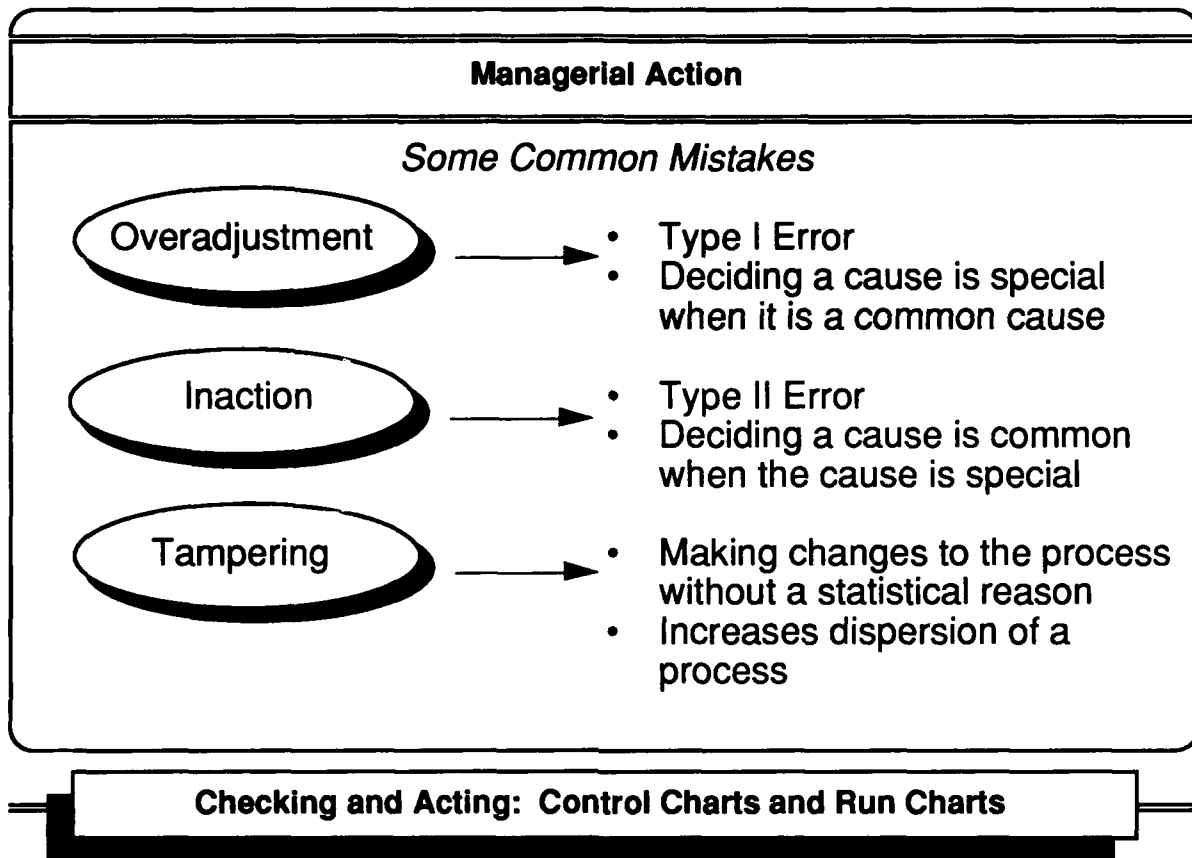 Managerial Action
Some Common Mistakes
Overadjustment
• Type I Error
• Deciding a cause is special
when it is a common cause
Inaction
• Type II Error
• Deciding a cause is common
when the cause is special
Tampering
• Making changes to the process
without a statistical reason
• Increases dispersion of a
process
Checking and Acting: Control Charts and Run Charts